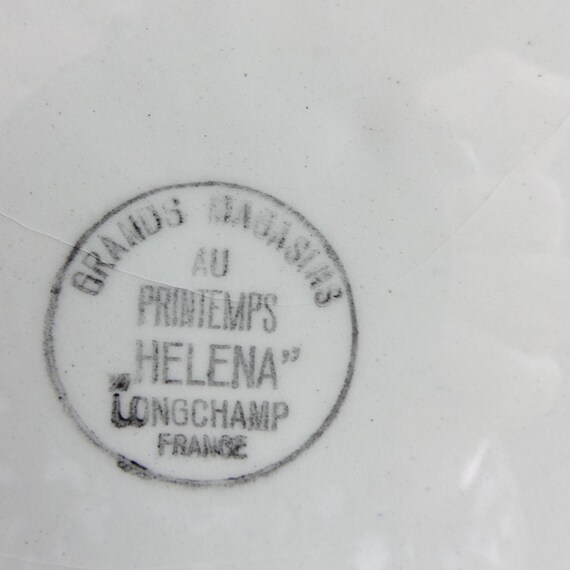 GRANDS MAGASINS
AU
PRINTEMPS
„HELENA”
LONGCHAMP
FRANCE